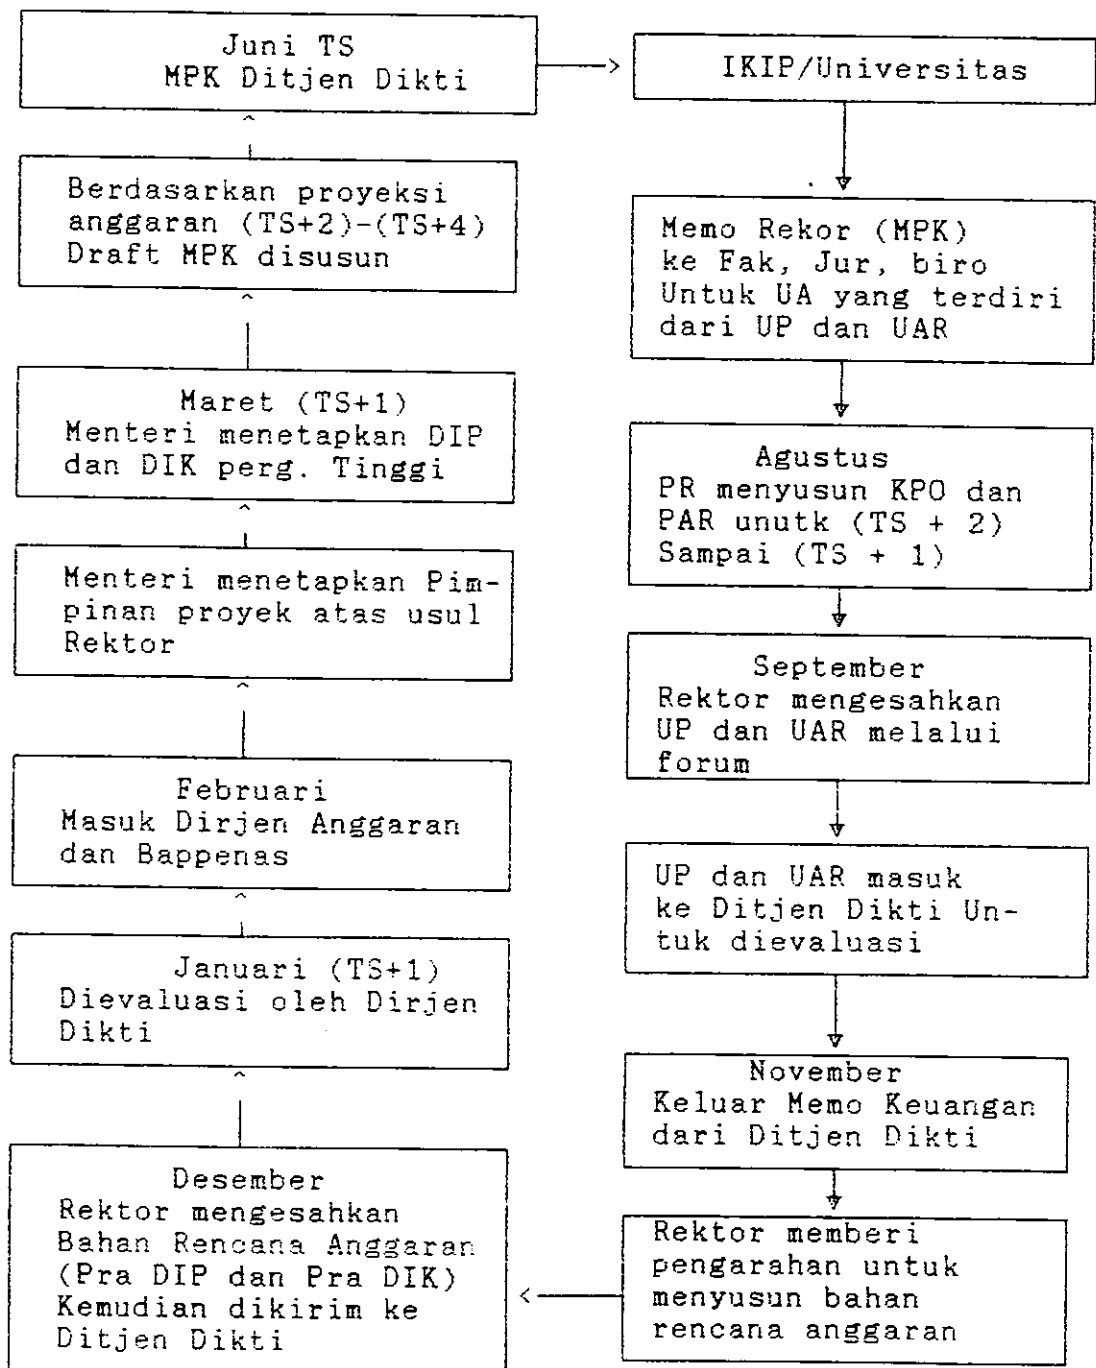 Juni TS
MPK Ditjen Dikti
IKIP/Universitas
Memo Rekor (MPK)
ke Fak, Jur, biro
Untuk UA yang terdiri
dari UP dan UAR
Agustus
PR menyusun KPO dan
PAR unutk (TS + 2)
Sampai (TS + 1)
September
Rektor mengesahkan
UP dan UAR melalui
forum
UP dan UAR masuk
ke Ditjen Dikti Un-
tuk dievaluasi
November
Keluar Memo Keuangan
dari Ditjen Dikti
Rektor memberi
pengarahan untuk
menyusun bahan
rencana anggaran
Desember
Rektor mengesahkan
Bahan Rencana Anggaran
(Pra DIP dan Pra DIK)
Kemudian dikirim ke
Ditjen Dikti
Januari (TS+1)
Dievaluasi oleh Dirjen
Dikti
Februari
Masuk Dirjen Anggaran
dan Bappenas
Menteri menetapkan Pim-
pinan proyek atas usul
Rektor
Maret (TS+1)
Menteri menetapkan DIP
dan DIK perg. Tinggi
Berdasarkan proyeksi
anggaran (TS+2)-(TS+4)
Draft MPK disusun